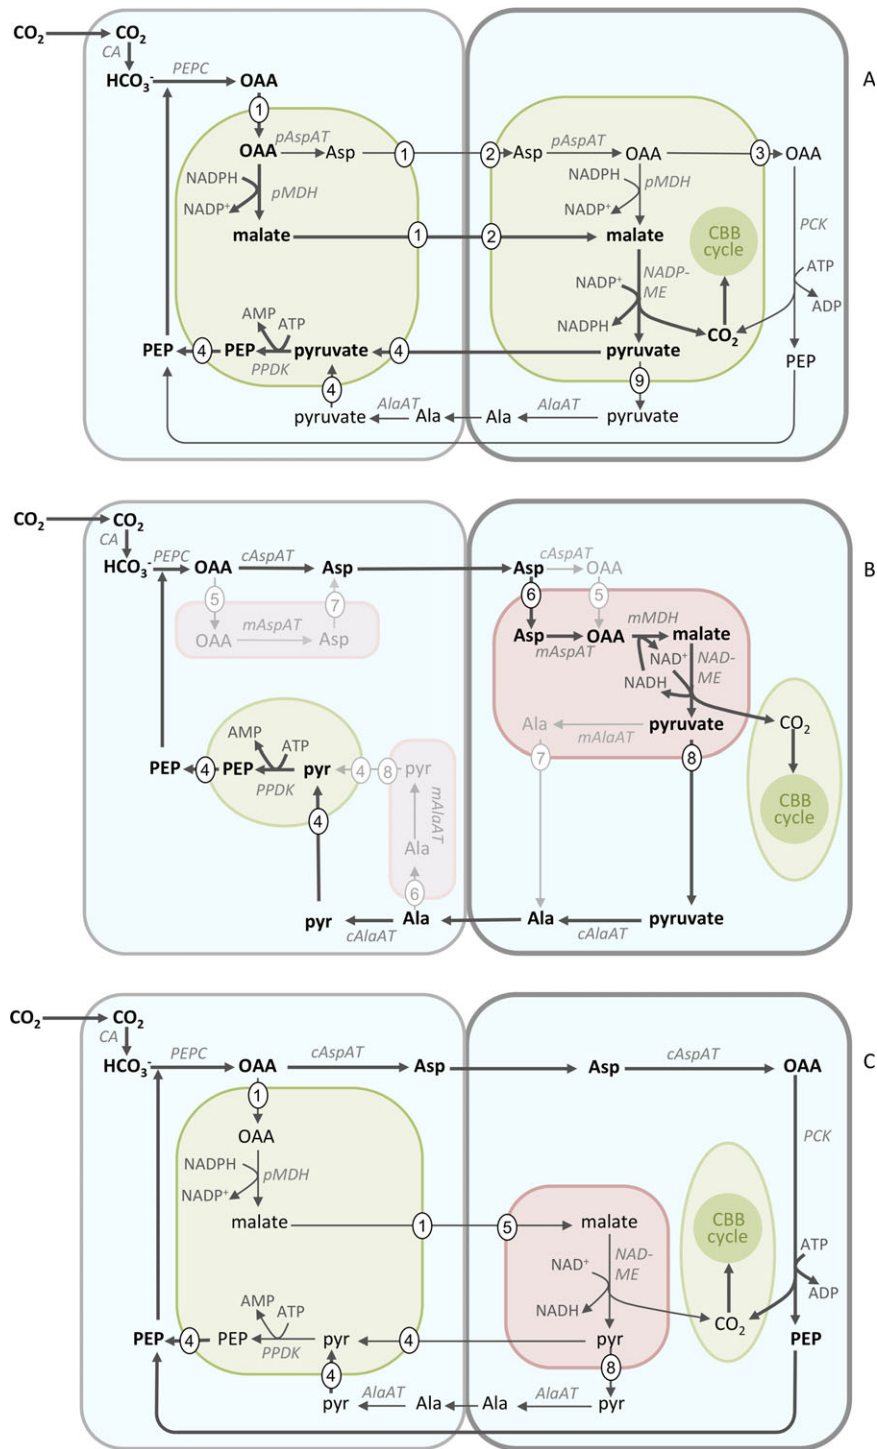 CO2 CO2
CA
HCO3- PEPC OAA
A
1
OAA pAspAT Asp 1 2 Asp pAspAT OAA 3 OAA
NADPH pMDH NADPH pMDH
NADP+ NADP+
malate 1 2 malate
CBB
cycle
PCK
NADP+ NADP-
ME
ATP
NADPH
ADP
CO2
AMP ATP
PEP 4 PEP PPDK pyruvate 4 pyruvate PEP
4 9
pyruvate AlaAT Ala Ala AlaAT pyruvate
CO2 CO2
CA
HCO3- PEPC OAA cAspAT Asp Asp cAspAT OAA
B
5 7 6 5
OAA mAspAT Asp
Asp mAspAT OAA mMDH malate
NAD+ NAD-
ME
NADH
Ala mAlaAT pyruvate CO2
AMP ATP
PEP 4 PEP PPDK pyr 4 8 pyr
7 8
mAlaAT
CBB
cycle
4
Ala
6
pyr cAlaAT Ala Ala cAlaAT pyruvate
CO2 CO2
CA
HCO3- PEPC OAA cAspAT Asp Asp cAspAT OAA
C
1
OAA
PCK
NADPH pMDH
NADP+
malate 1 5 malate
CBB
cycle
NAD+ NAD-
ME
ATP
NADH
ADP
CO2
AMP ATP
PEP 4 PEP PPDK pyr 4 pyr PEP
4 8
pyr AlaAT Ala Ala AlaAT pyr